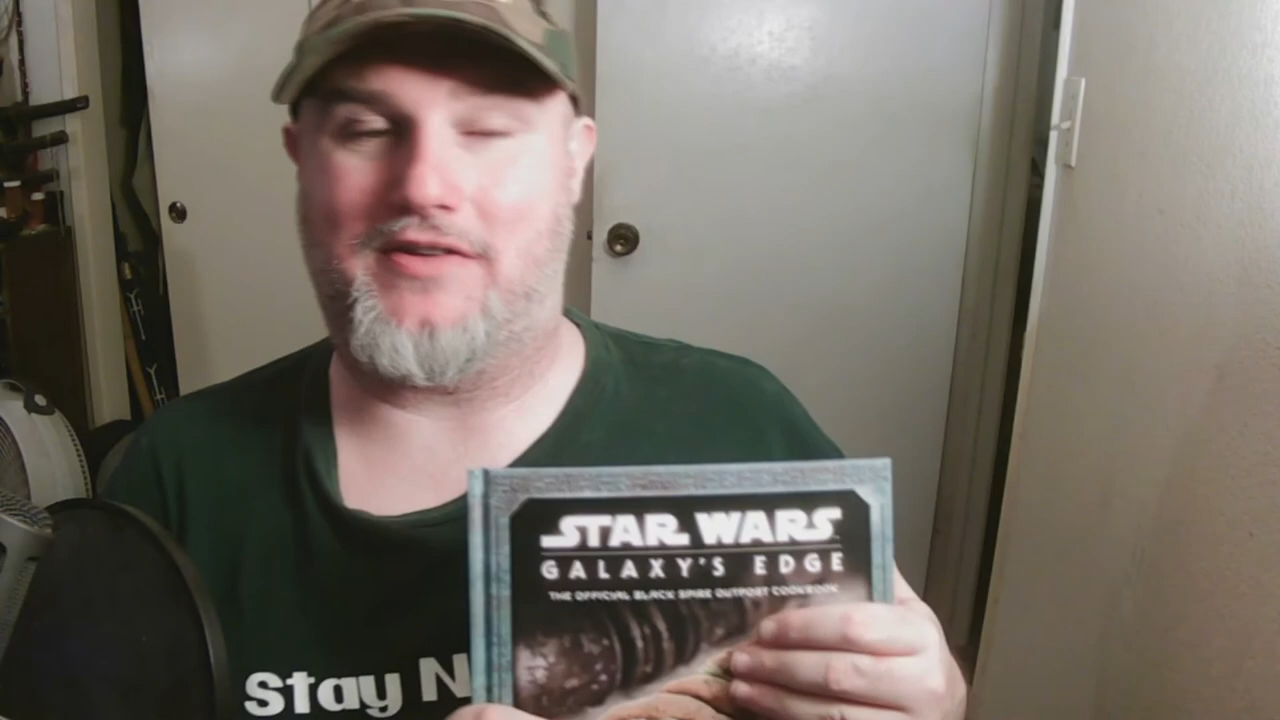 STAR WARS
GALAXY'S EDGE
THE OFFICIAL BLACK SPIRE OUTPOST COOKBOOK
Stay N